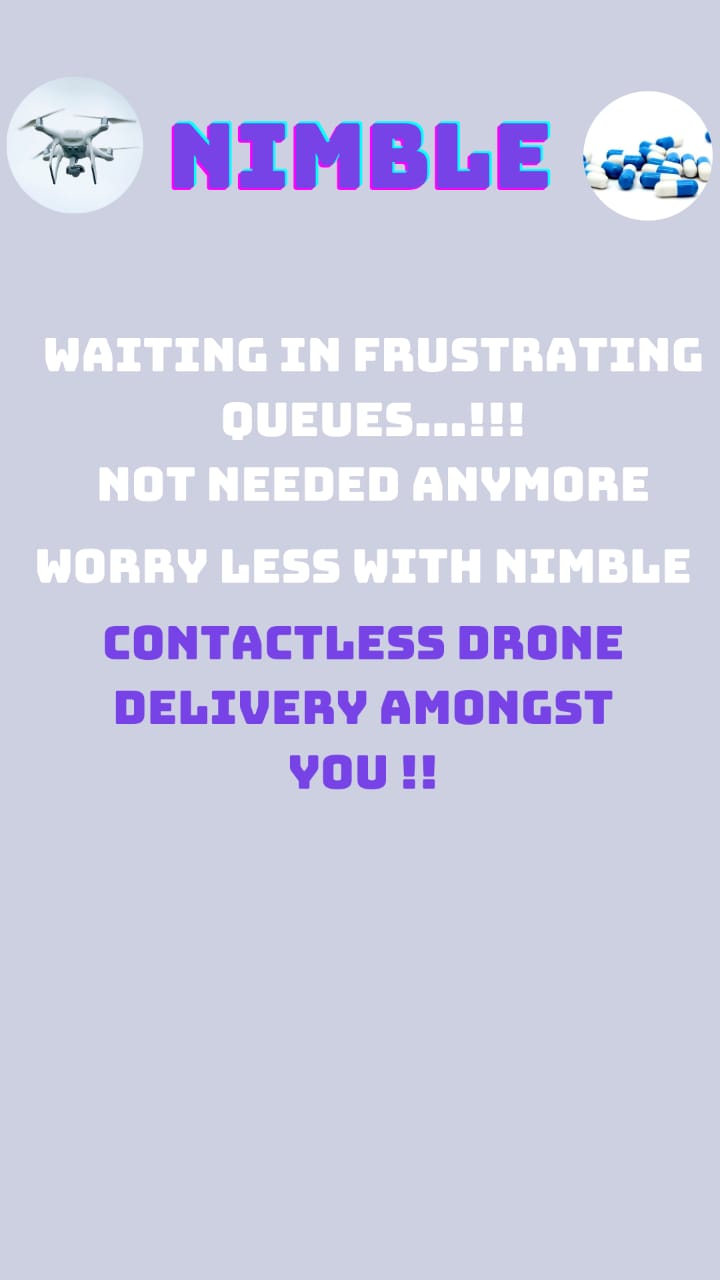 NIMBLE
WAITING IN FRUSTRATING
QUEUES...!!!
NOT NEEDED ANYMORE
WORRY LESS WITH NIMBLE
CONTACTLESS DRONE
DELIVERY AMONGST
YOU !!